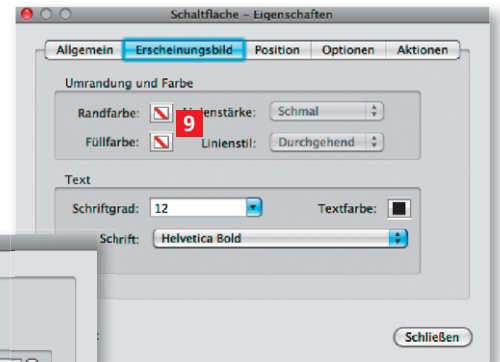 Schaltfläche – Eigenschaften
Allgemein Erscheinungsbild Position Optionen Aktionen
Umrandung und Farbe
Randfarbe: Schmal
9
Füllfarbe: Linienstil: Durchgehend
Text
Schriftgrad: 12 Textfarbe:
Schrift: Helvetica Bold
Schließen